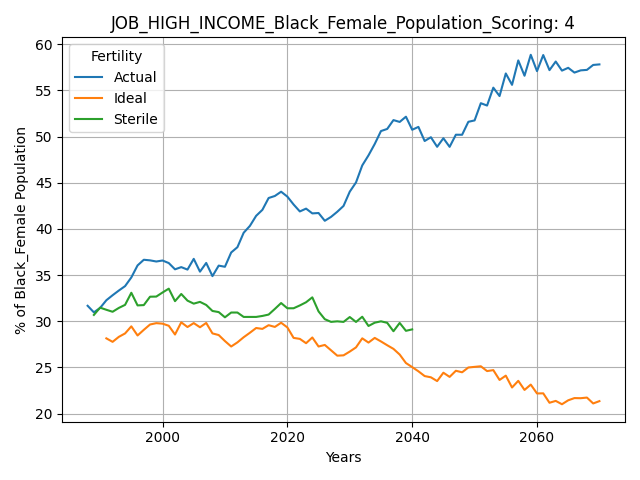 JOB_HIGH_INCOME_Black_Female_Population_Scoring: 4
Fertility
Actual
Ideal
Sterile
% of Black_Female Population
60
55
50
45
40
35
30
25
20
2000
2020
2040
2060
Years